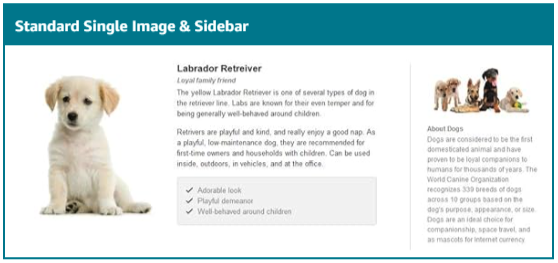 Standard Single Image & Sidebar
Labrador Retreiver
Loyal family friend
The yellow Labrador Retriever is one of several types of dog in
the retriever line. Labs are known for their even temper and for
being generally well-behaved around children.
Retrivers are playful and kind, and really enjoy a good nap. As
a playful, low-maintenance dog, they are recommended for
first-time owners and households with children. Can be used
inside, outdoors, in vehicles, and at the office.
Adorable look
Playful demeanor
Well-behaved around children
About Dogs
Dogs are considered to be the first
domesticated animal and have
proven to be loyal companions to
humans for thousands of years. The
World Canine Organization
recognizes 339 breeds of dogs
across 10 groups based on the
dog's purpose, appearance, or size.
Dogs are an ideal choice for
companionship, space travel, and
as mascots for internet currency.